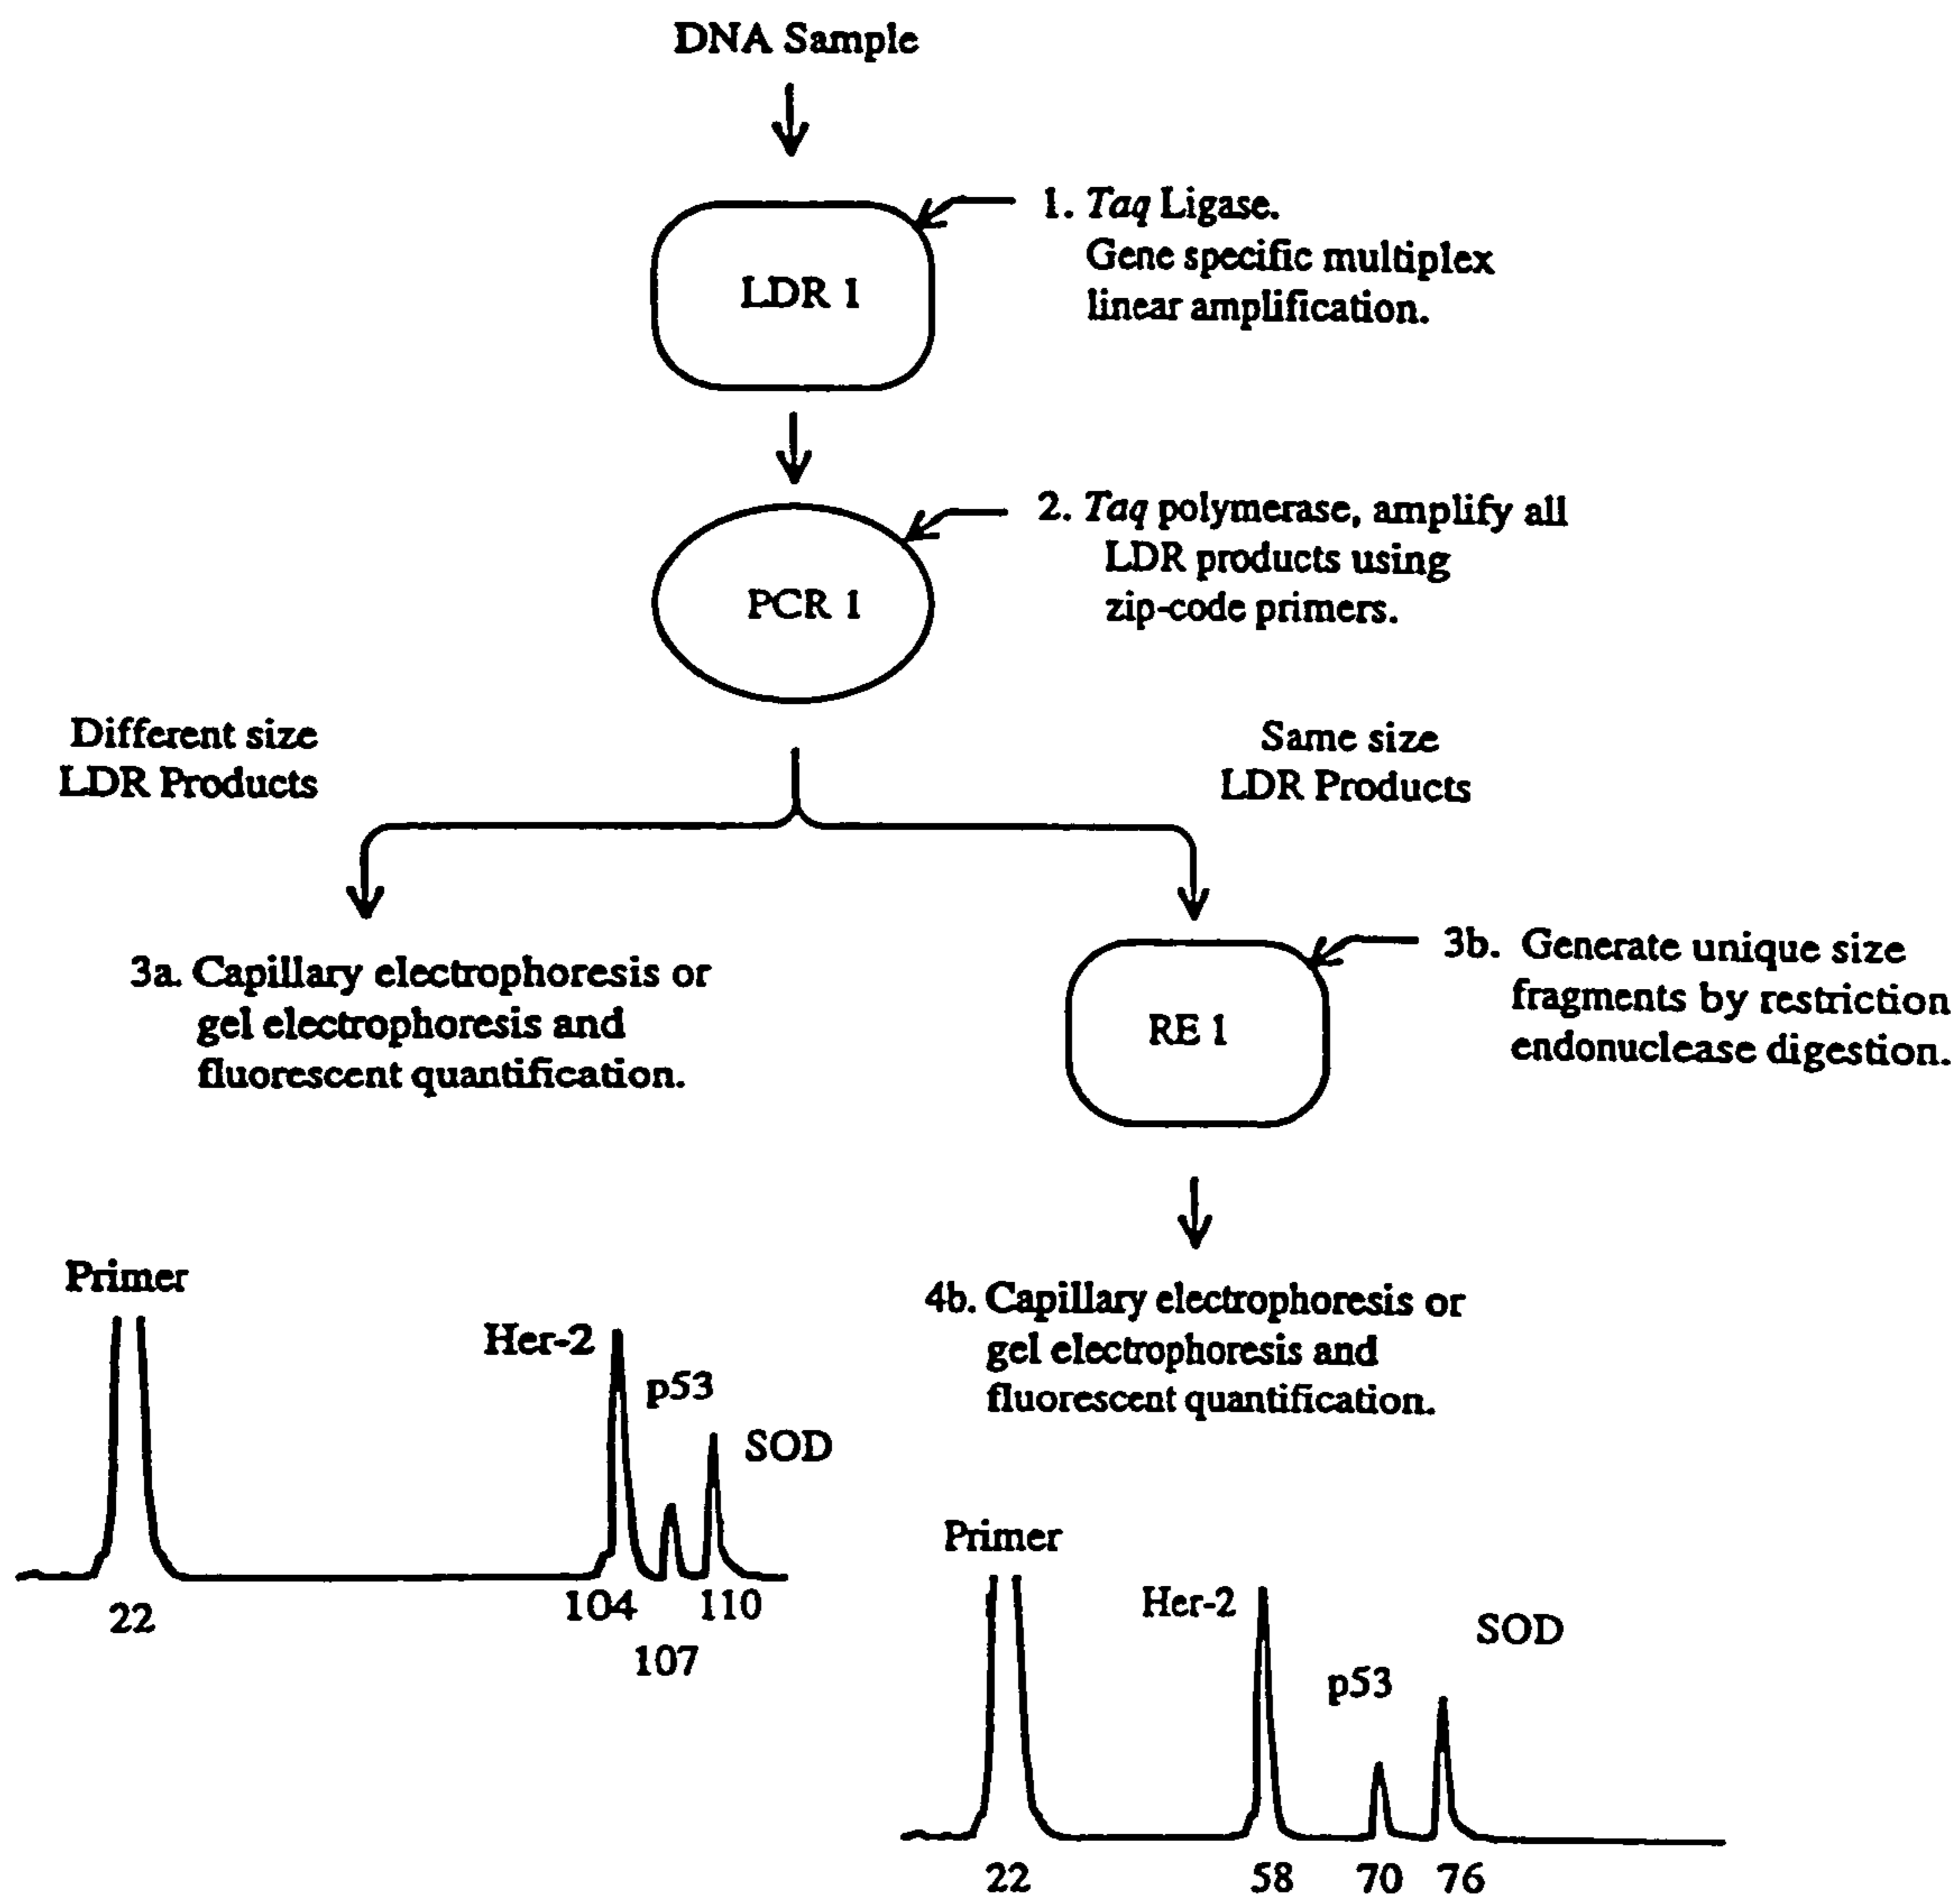 DNA Sample
LDR 1
1. Taq Ligase.
Gene specific multiplex
linear amplification.
PCR 1
2. Taq polymerase, amplify all
LDR products using
zip-code primers.
Different size
LDR Products
Same size
LDR Products
3a. Capillary electrophoresis or
gel electrophoresis and
fluorescent quantification.
RE 1
3b. Generate unique size
fragments by restriction
endonuclease digestion.
4b. Capillary electrophoresis or
gel electrophoresis and
fluorescent quantification.
Primer
Her-2
p53
SOD
22
104
110
107
Primer
Her-2
SOD
p53
22
58
70
76